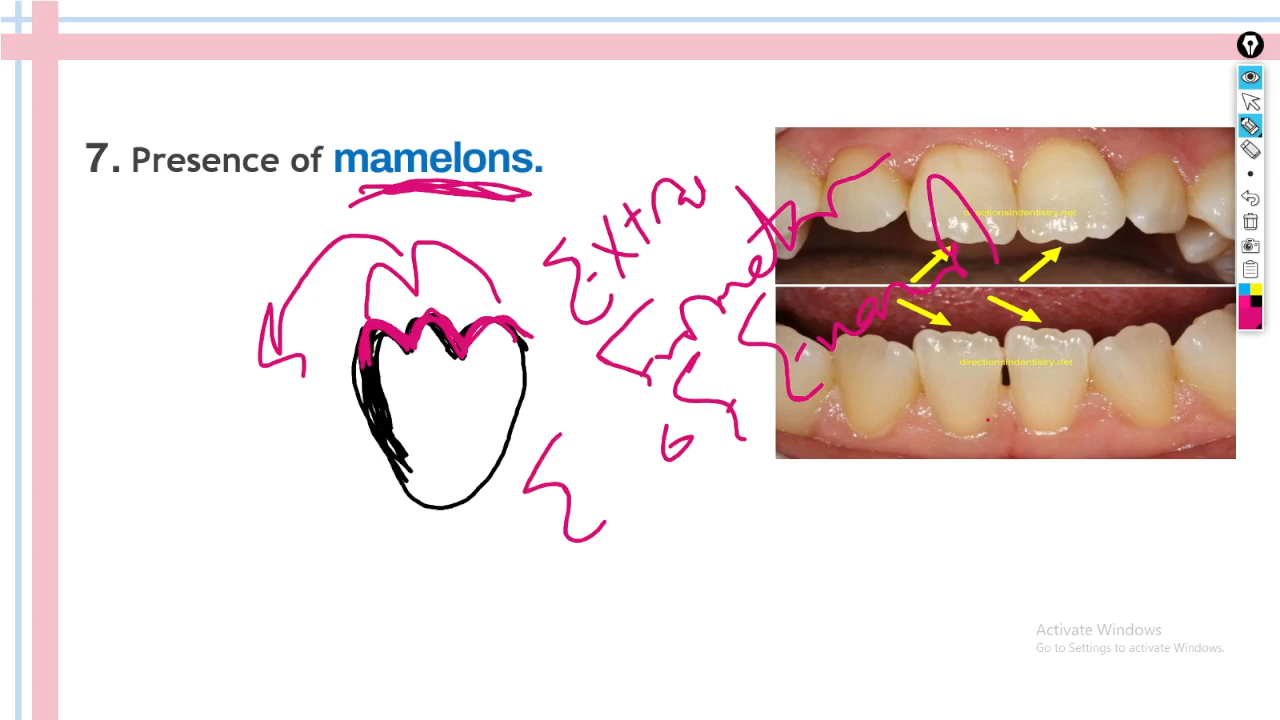 7. Presence of mamelons.
Extra
directionsindentistry.net
directionsindentistry.net
Activate Windows
Go to Settings to activate Windows.